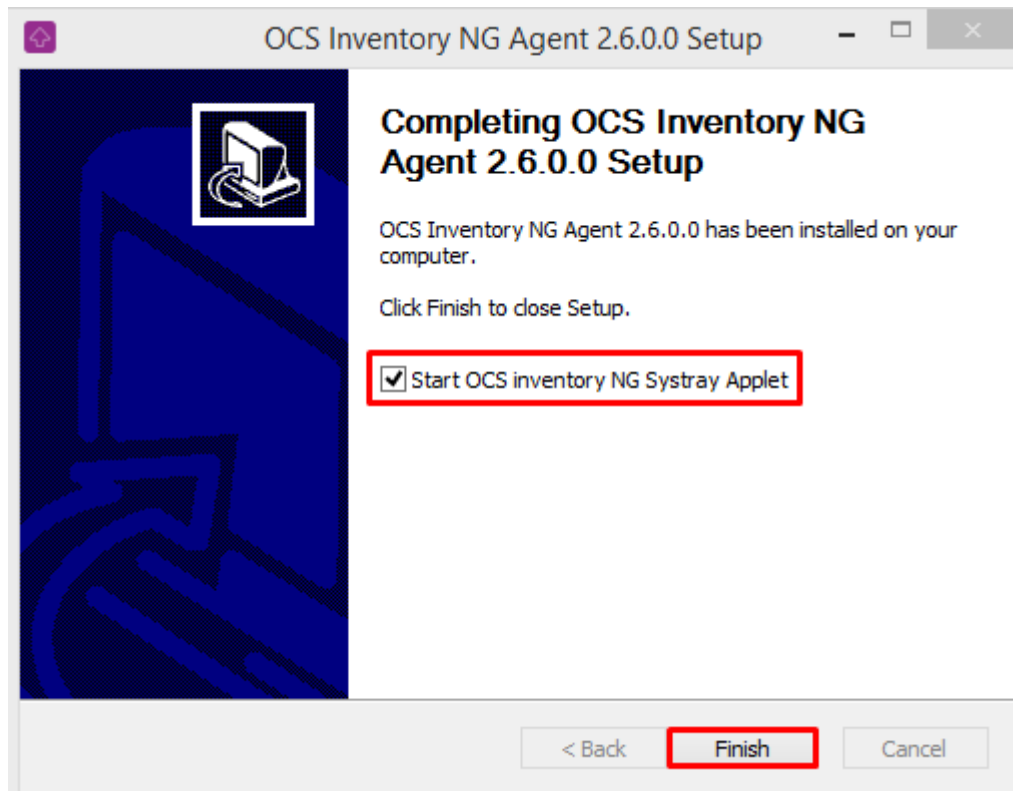 OCS Inventory NG Agent 2.6.0.0 Setup
Completing OCS Inventory NG
Agent 2.6.0.0 Setup
OCS Inventory NG Agent 2.6.0.0 has been installed on your
computer.
Click Finish to close Setup.
Start OCS inventory NG Systray Applet
< Back Finish Cancel